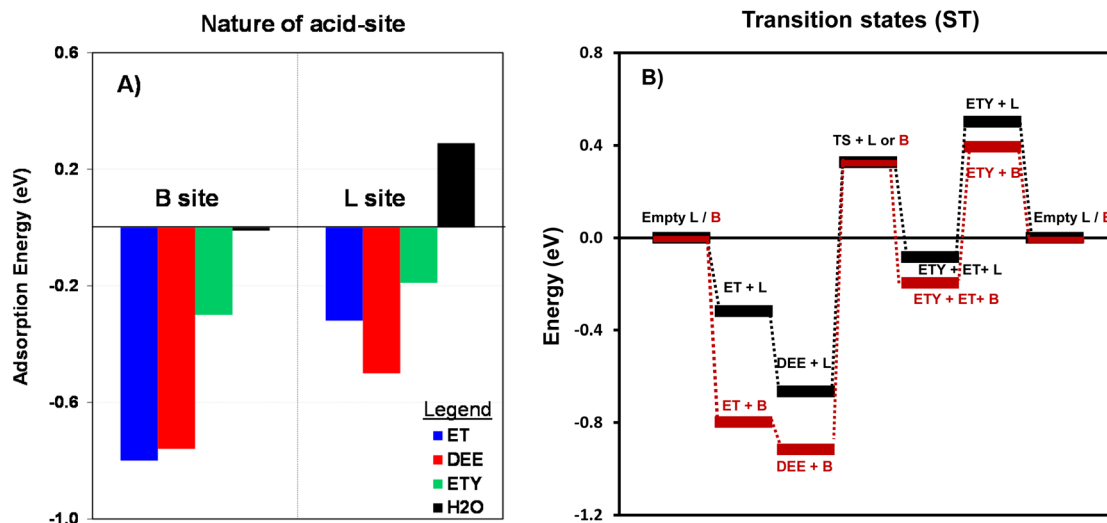 Nature of acid-site
A)
Adsorption Energy (eV)
0.6
0.2
-0.2
-0.6
-1.0
B site
L site
Legend
ET
DEE
ETY
H2O
Transition states (ST)
B)
Energy (eV)
0.8
0.4
0.0
-0.4
-0.8
-1.2
Empty L / B
ET + L
ET + B
DEE + L
DEE + B
TS + L or B
ETY + ET+ L
ETY + ET+ B
ETY + L
ETY + B
Empty L / B